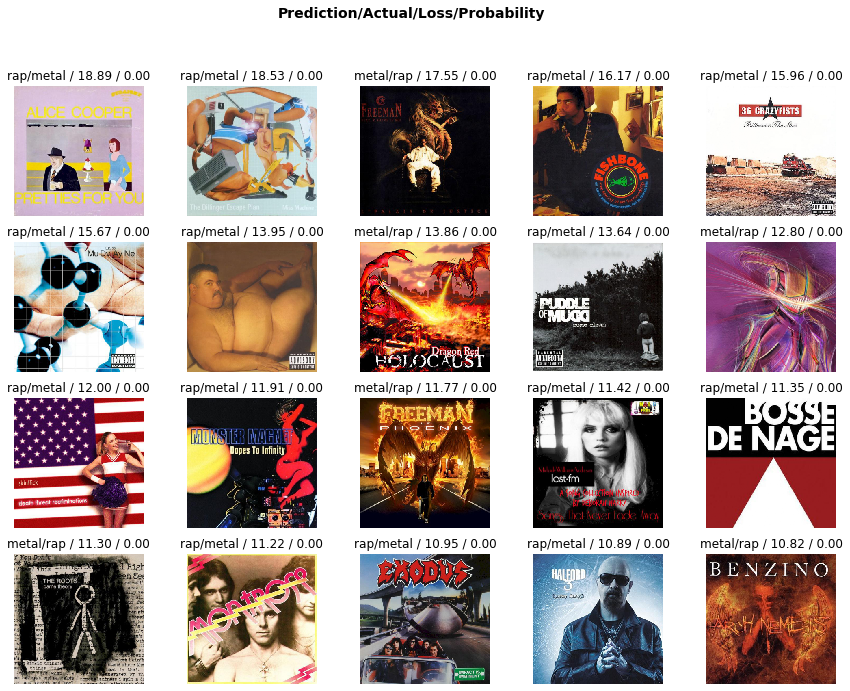 Prediction/Actual/Loss/Probability
rap/metal / 18.89 / 0.00
rap/metal / 18.53 / 0.00
metal/rap / 17.55 / 0.00
rap/metal / 16.17 / 0.00
rap/metal / 15.96 / 0.00
ALICE COOPER
PRETTIES FOR YOU
The Dillinger Escape Plan
FREEMAN
FISHBONE
36 CRAZYFISTS
rap/metal / 15.67 / 0.00
rap/metal / 13.95 / 0.00
metal/rap / 13.86 / 0.00
rap/metal / 13.64 / 0.00
metal/rap / 12.80 / 0.00
Dragon Red
HOLOCAUST
PUDDLE
OF MUDD
come clean
rap/metal / 12.00 / 0.00
rap/metal / 11.91 / 0.00
metal/rap / 11.77 / 0.00
rap/metal / 11.42 / 0.00
rap/metal / 11.35 / 0.00
MONSTER MAGNET
Dopes To Infinity
FREEMAN
PHOENIX
last.fm
BOSSE
DE NAGE
metal/rap / 11.30 / 0.00
rap/metal / 11.22 / 0.00
rap/metal / 10.95 / 0.00
rap/metal / 10.89 / 0.00
metal/rap / 10.82 / 0.00
THE ROOTS
game theory
montrose
EXODUS
HALFORD
BENZINO
ARCH NEMESIS